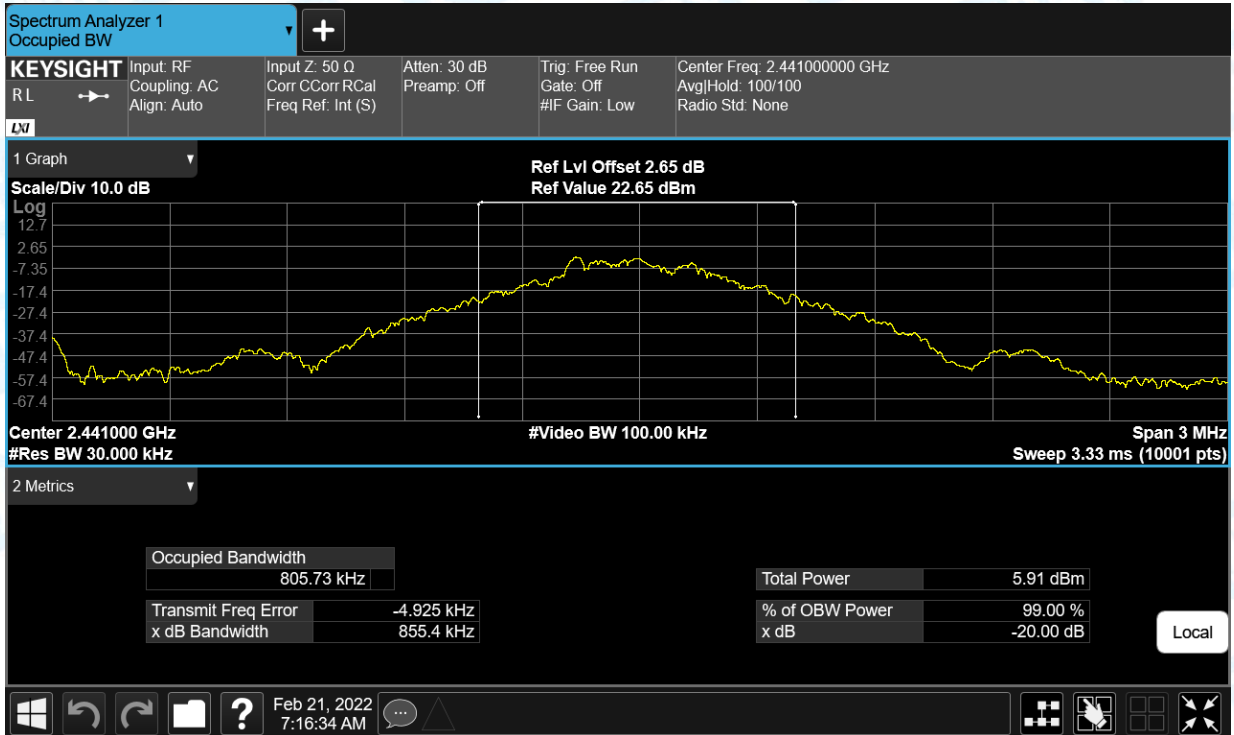 Spectrum Analyzer 1
Occupied BW
KEYSIGHT
R L
LXI
Input: RF
Coupling: AC
Align: Auto
Input Z: 50 Ω
Corr CCorr RCal
Freq Ref: Int (S)
Atten: 30 dB
Preamp: Off
Trig: Free Run
Gate: Off
#IF Gain: Low
Center Freq: 2.441000000 GHz
Avg|Hold: 100/100
Radio Std: None
1 Graph
Scale/Div 10.0 dB
Ref Lvl Offset 2.65 dB
Ref Value 22.65 dBm
Log
12.7
2.65
-7.35
-17.4
-27.4
-37.4
-47.4
-57.4
-67.4
Center 2.441000 GHz
#Res BW 30.000 kHz
#Video BW 100.00 kHz
Span 3 MHz
Sweep 3.33 ms (10001 pts)
2 Metrics
Occupied Bandwidth
805.73 kHz
Transmit Freq Error -4.925 kHz
x dB Bandwidth 855.4 kHz
Total Power 5.91 dBm
% of OBW Power 99.00 %
x dB -20.00 dB
Local
?
Feb 21, 2022
7:16:34 AM